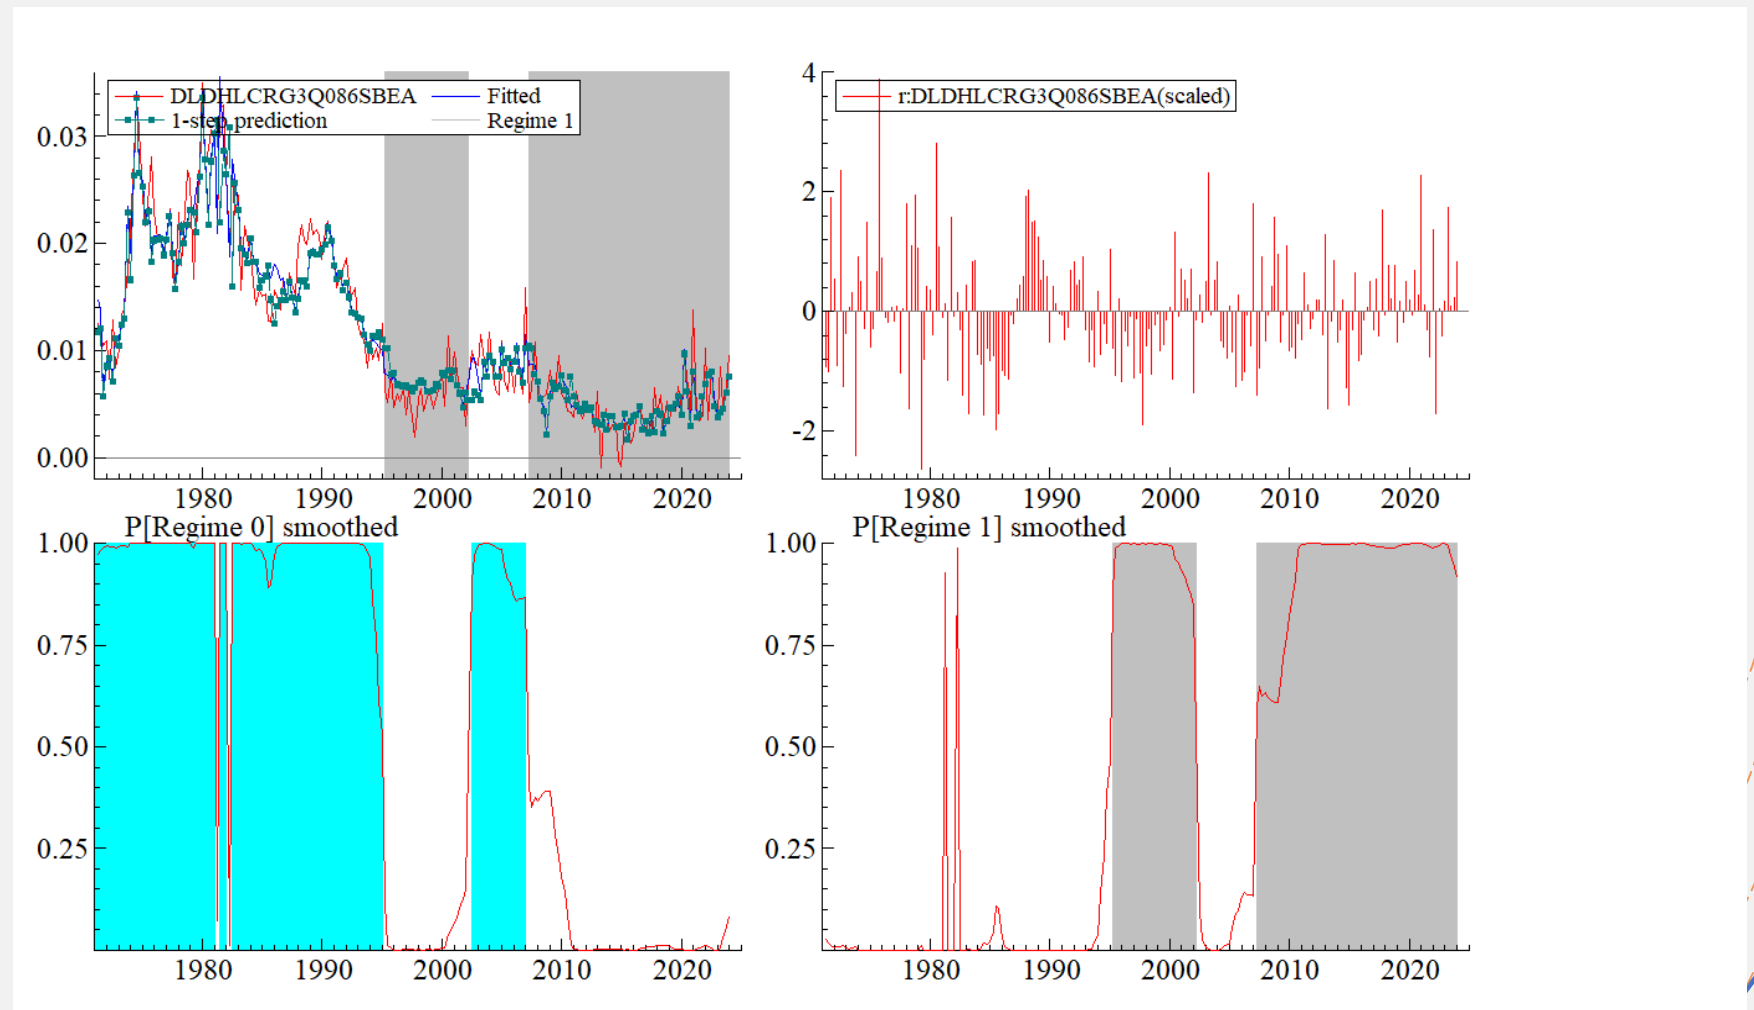 DLDHLCRG3Q086SBEA Fitted
1-step prediction Regime 1
0.03
0.02
0.01
0.00
1980 1990 2000 2010 2020
r:DLDHLCRG3Q086SBEA(scaled)
4
2
0
-2
1980 1990 2000 2010 2020
P[Regime 0] smoothed
1.00
0.75
0.50
0.25
1980 1990 2000 2010 2020
P[Regime 1] smoothed
1.00
0.75
0.50
0.25
1980 1990 2000 2010 2020